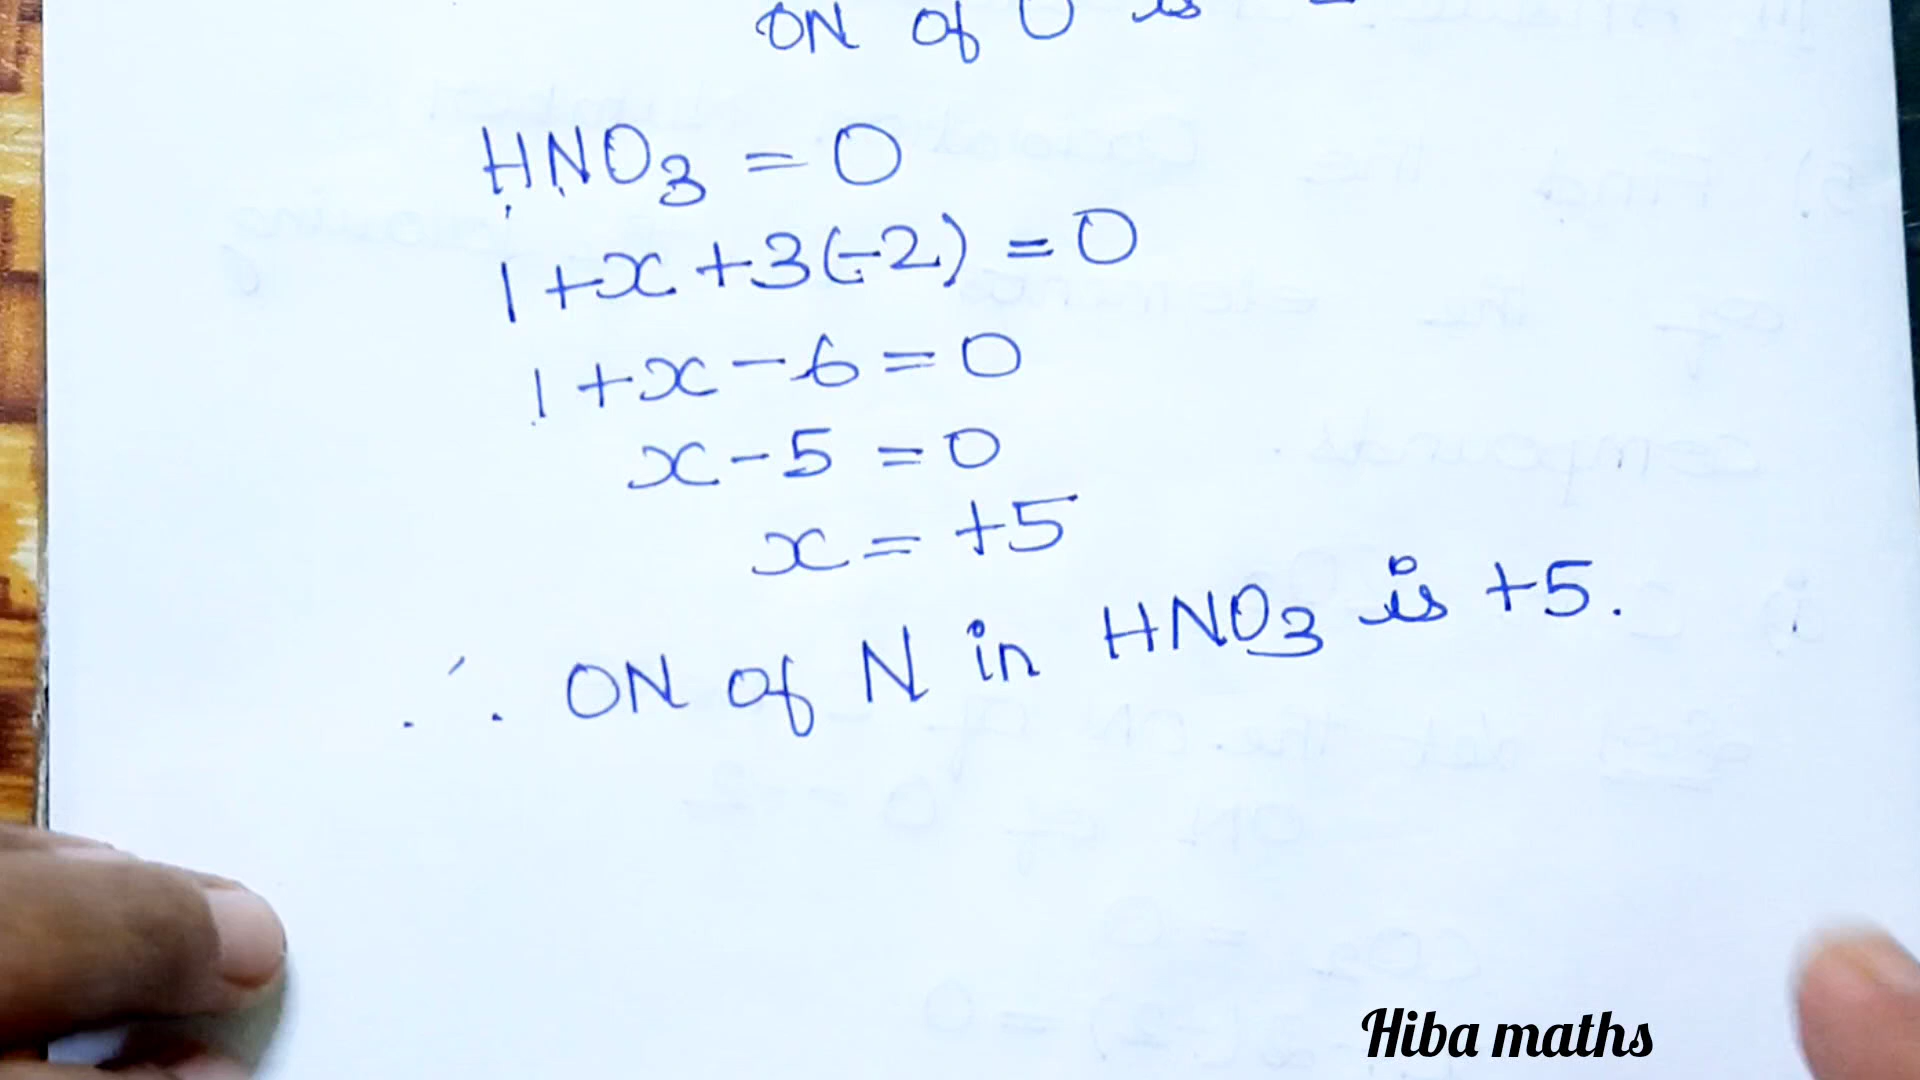 ON of O is -
HNO₃ = 0
1 + x + 3(-2) = 0
1 + x - 6 = 0
x - 5 = 0
x = +5
∴ ON of N in HNO₃ is +5.
Hiba maths